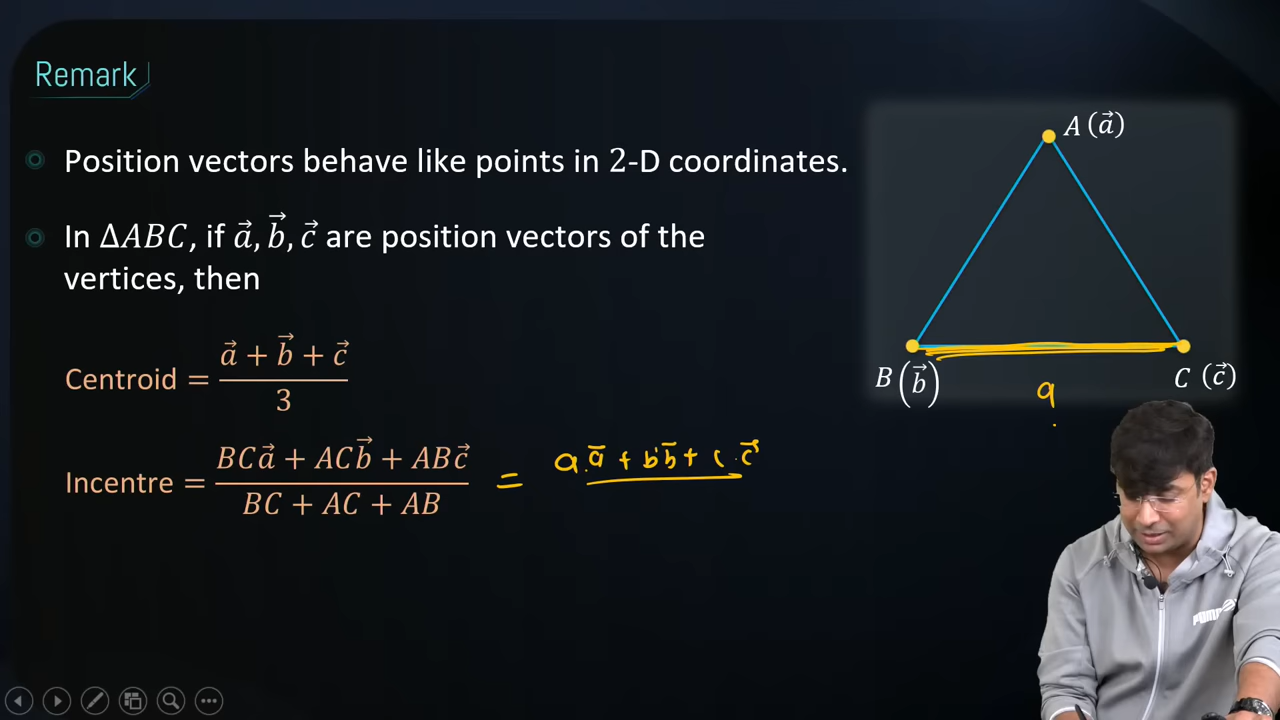 Remark
Position vectors behave like points in 2-D coordinates.
In ΔABC, if a⃗, b⃗, c⃗ are position vectors of the
vertices, then
Centroid = (a⃗ + b⃗ + c⃗)/3
Incentre = (BCa⃗ + ACb⃗ + ABc⃗)/(BC + AC + AB) = a.a̅ + b.b̅ + c.c⃗
A (a⃗)
B (b⃗)
C (c⃗)
a
PUMA